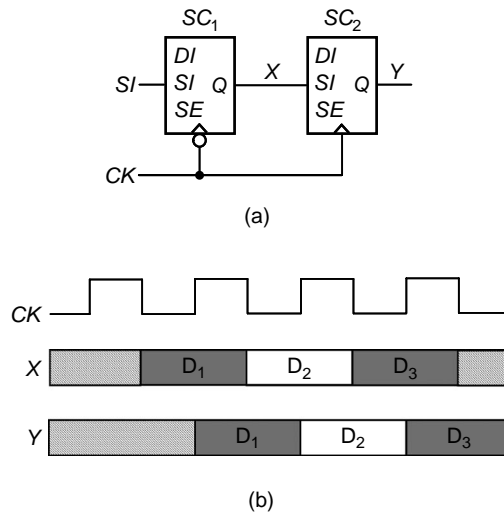 SC₁ SC₂
DI DI
SI SI Q X SI Q Y
SE SE
CK
(a)
CK
X D₁ D₂ D₃
Y D₁ D₂ D₃
(b)